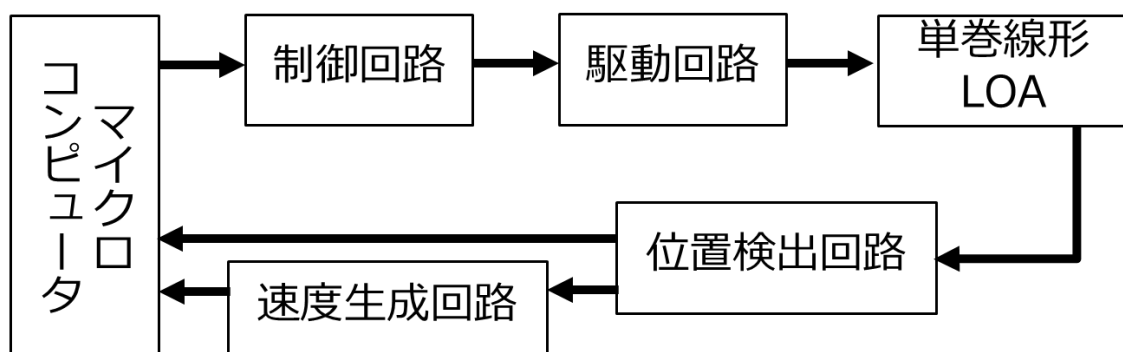 マイクロ
コンピュータ
制御回路
駆動回路
単巻線形
LOA
位置検出回路
速度生成回路